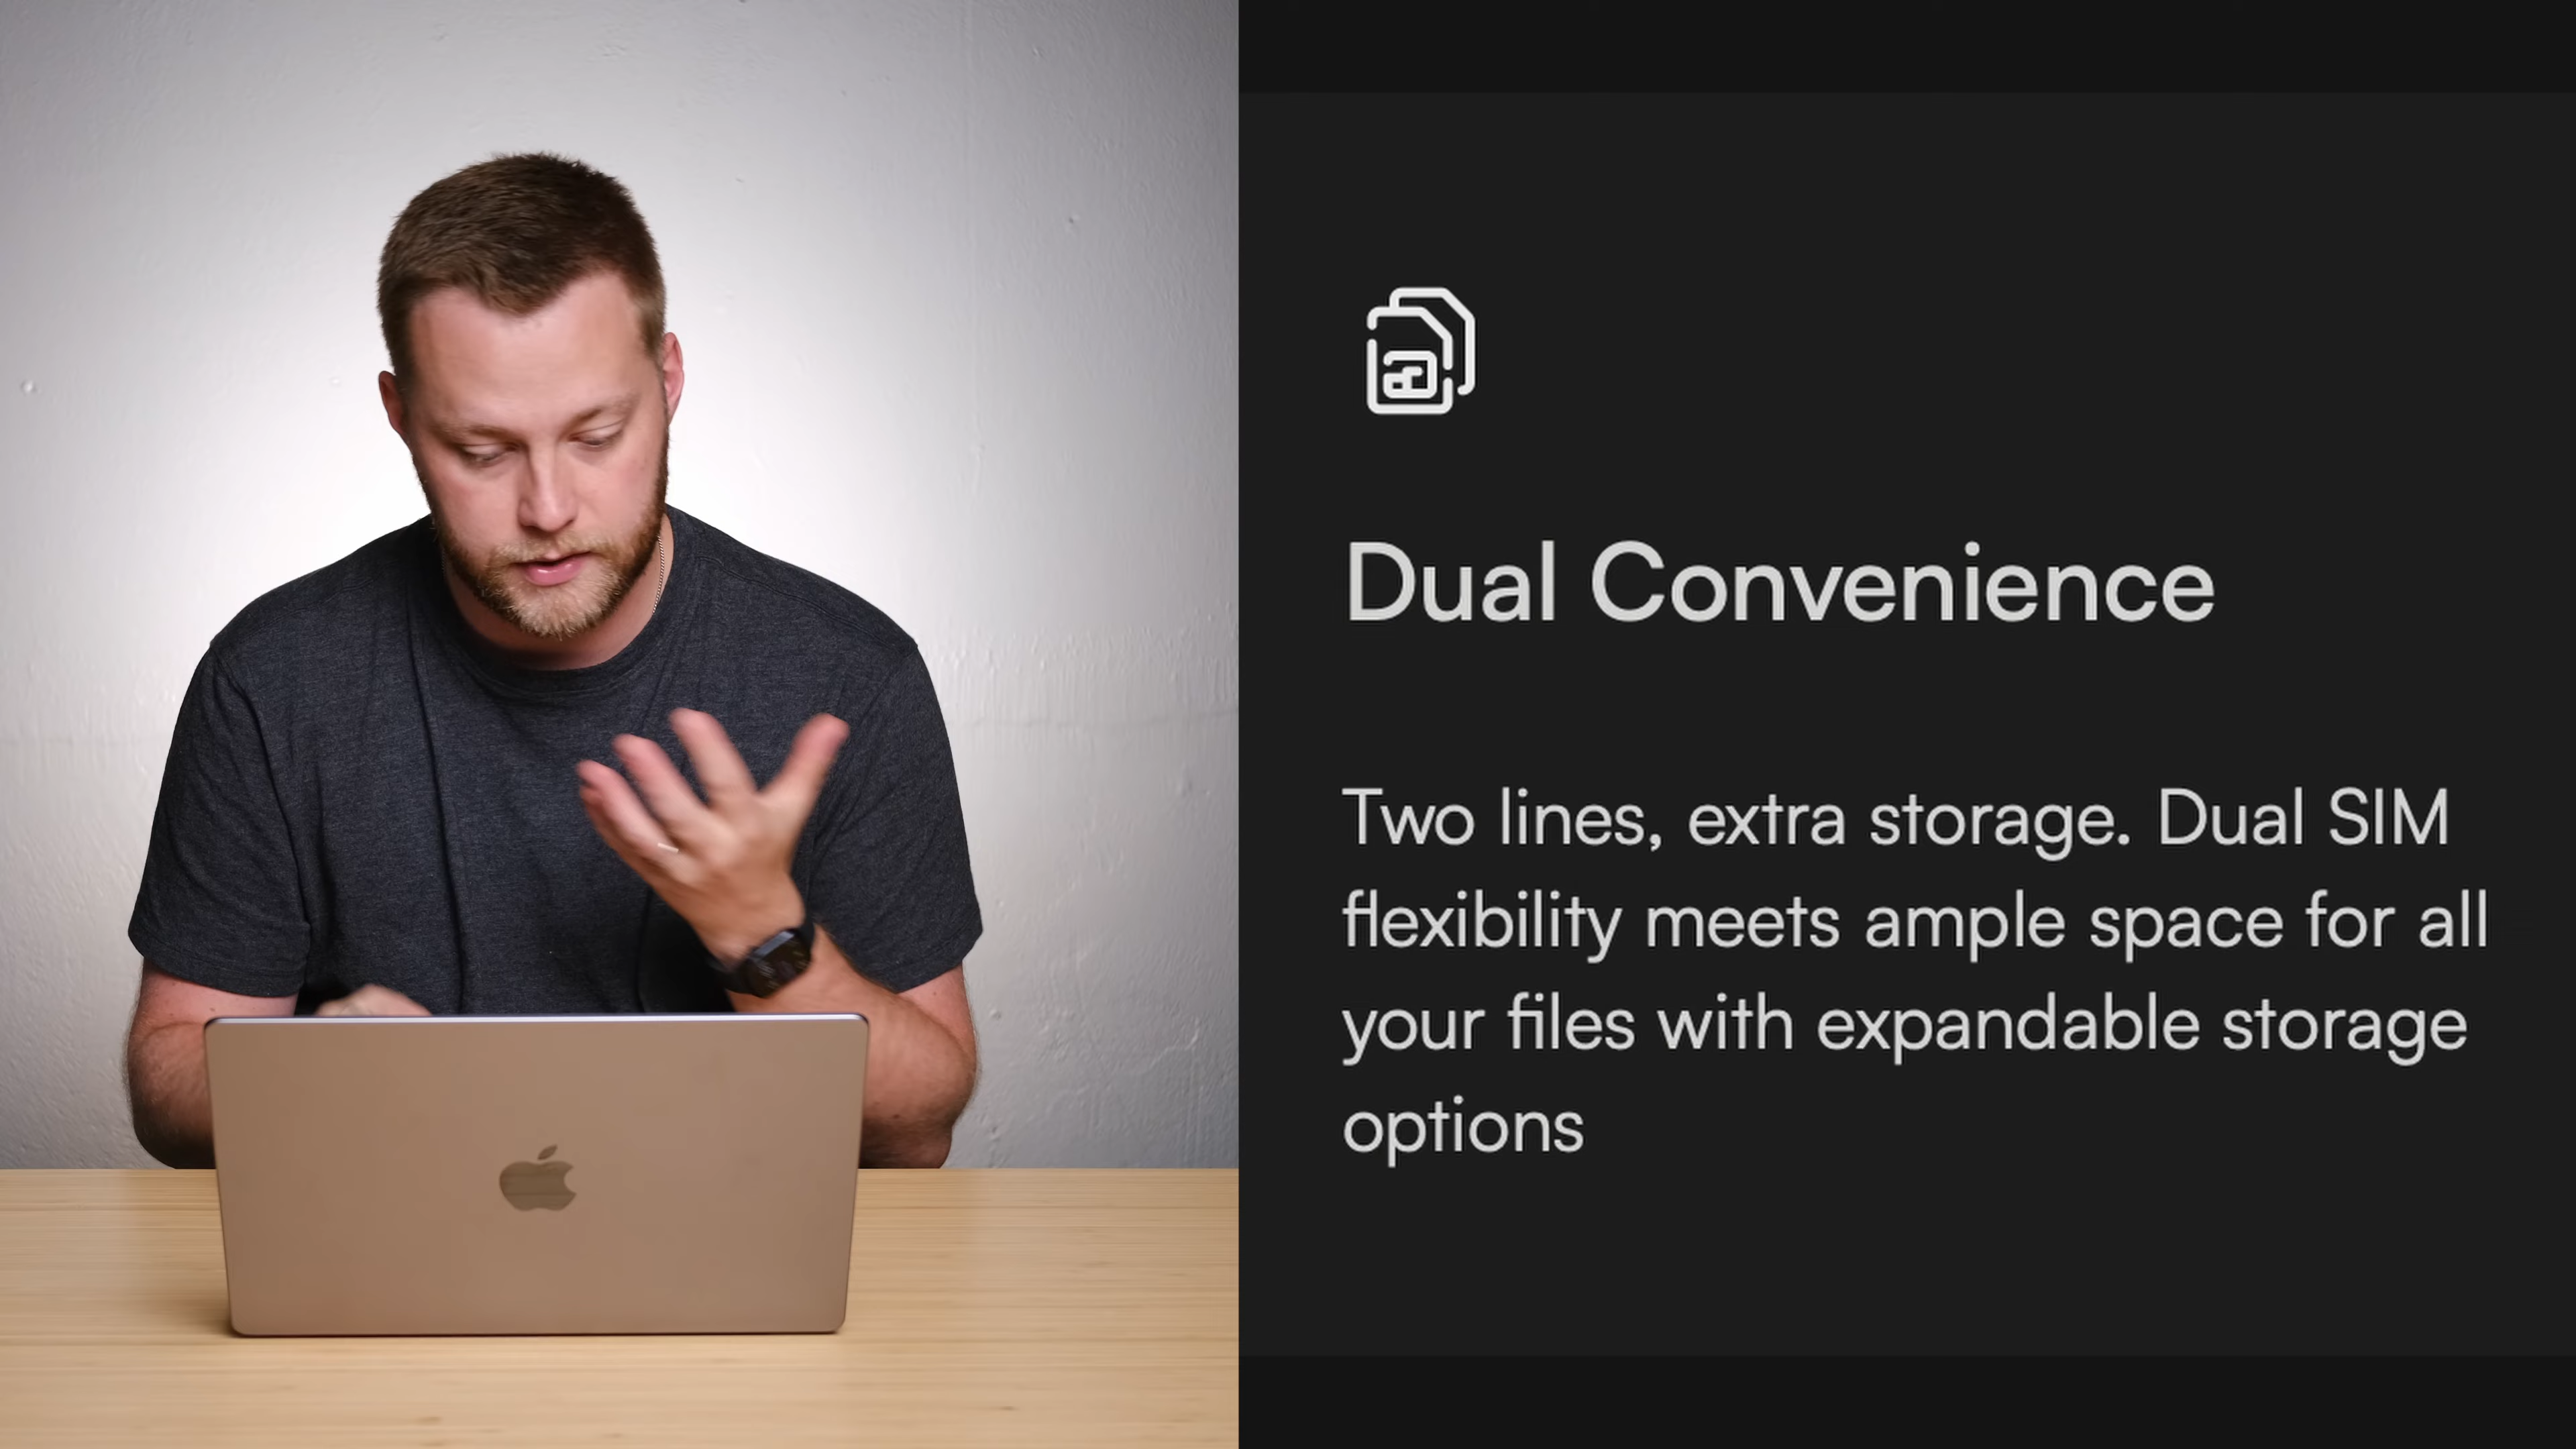 Dual Convenience
Two lines, extra storage. Dual SIM
flexibility meets ample space for all
your files with expandable storage
options